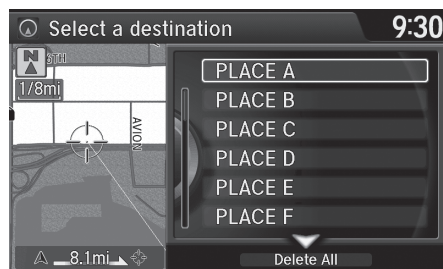 Select a destination
9:30
N
1/8mi
AVION
8.1mi
PLACE A
PLACE B
PLACE C
PLACE D
PLACE E
PLACE F
Delete All